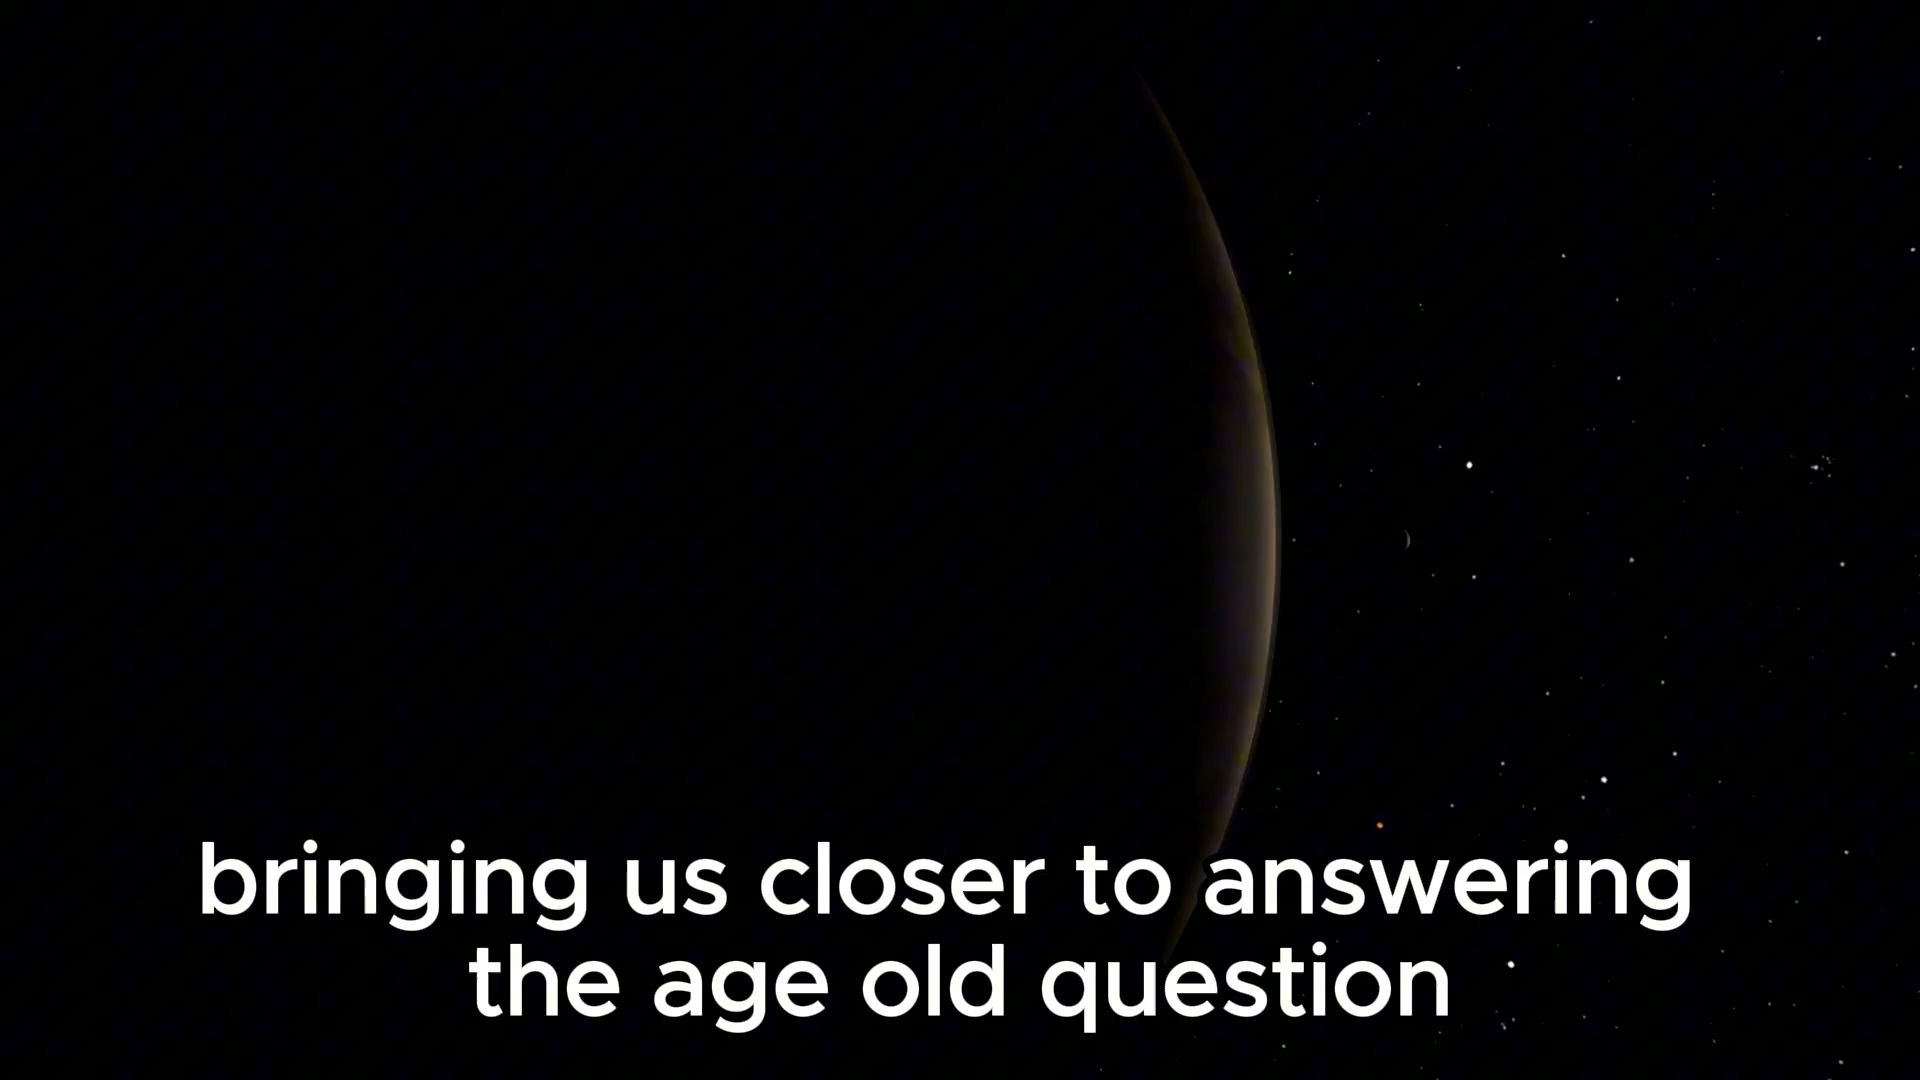 bringing us closer to answering
the age old question